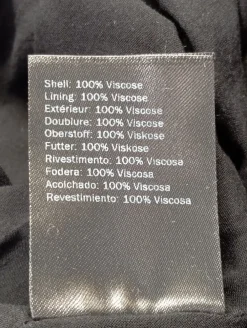 Shell: 100% Viscose
Lining: 100% Viscose
Extérieur: 100% Viscose
Doublure: 100% Viscose
Oberstoff: 100% Viskose
Futter: 100% Viskose
Rivestimento: 100% Viscosa
Fodera: 100% Viscosa
Acolchado: 100% Viscosa
Revestimiento: 100% Viscosa